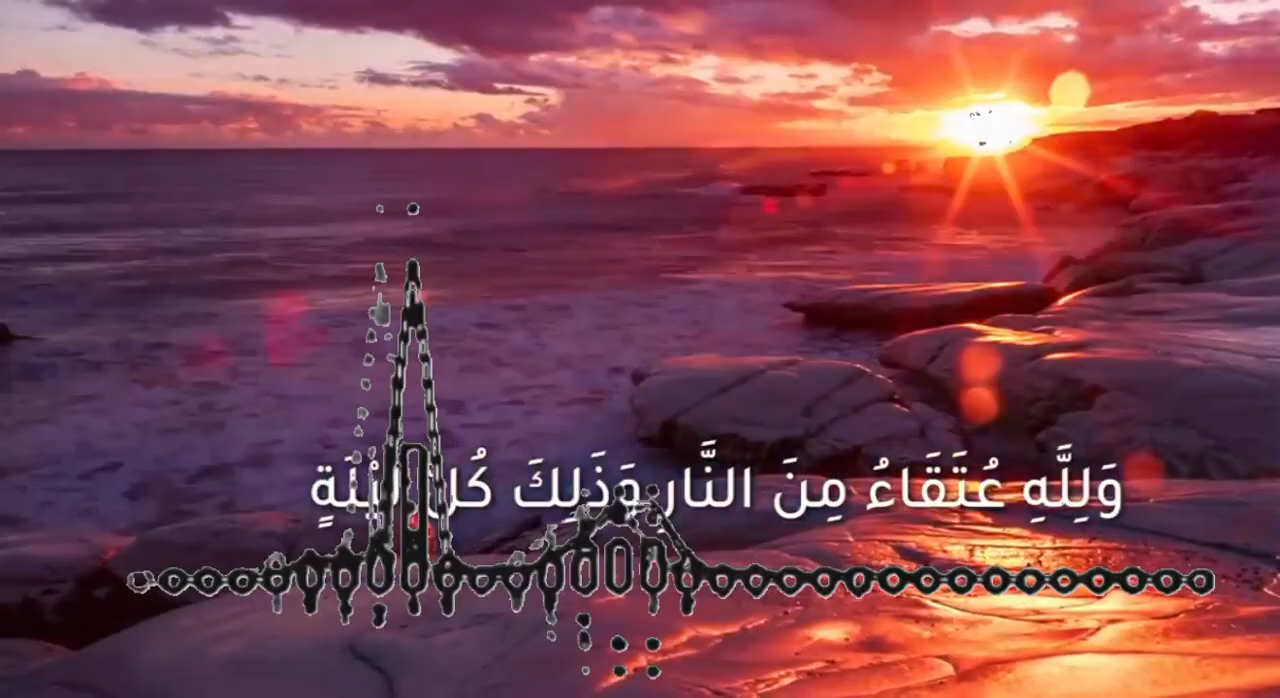 وَلِلَّهِ عُتَقَاءُ مِنَ النَّارِ وَذَلِكَ كُل لَيْلَةٍ